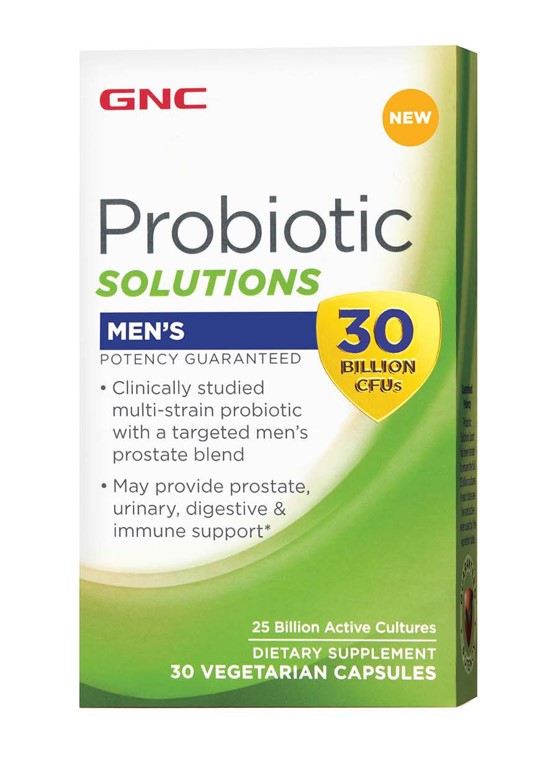 GNC
NEW
Probiotic
SOLUTIONS
MEN'S
30
BILLION
CFUs
POTENCY GUARANTEED
• Clinically studied
multi-strain probiotic
with a targeted men's
prostate blend
• May provide prostate,
urinary, digestive &
immune support*
25 Billion Active Cultures
DIETARY SUPPLEMENT
30 VEGETARIAN CAPSULES